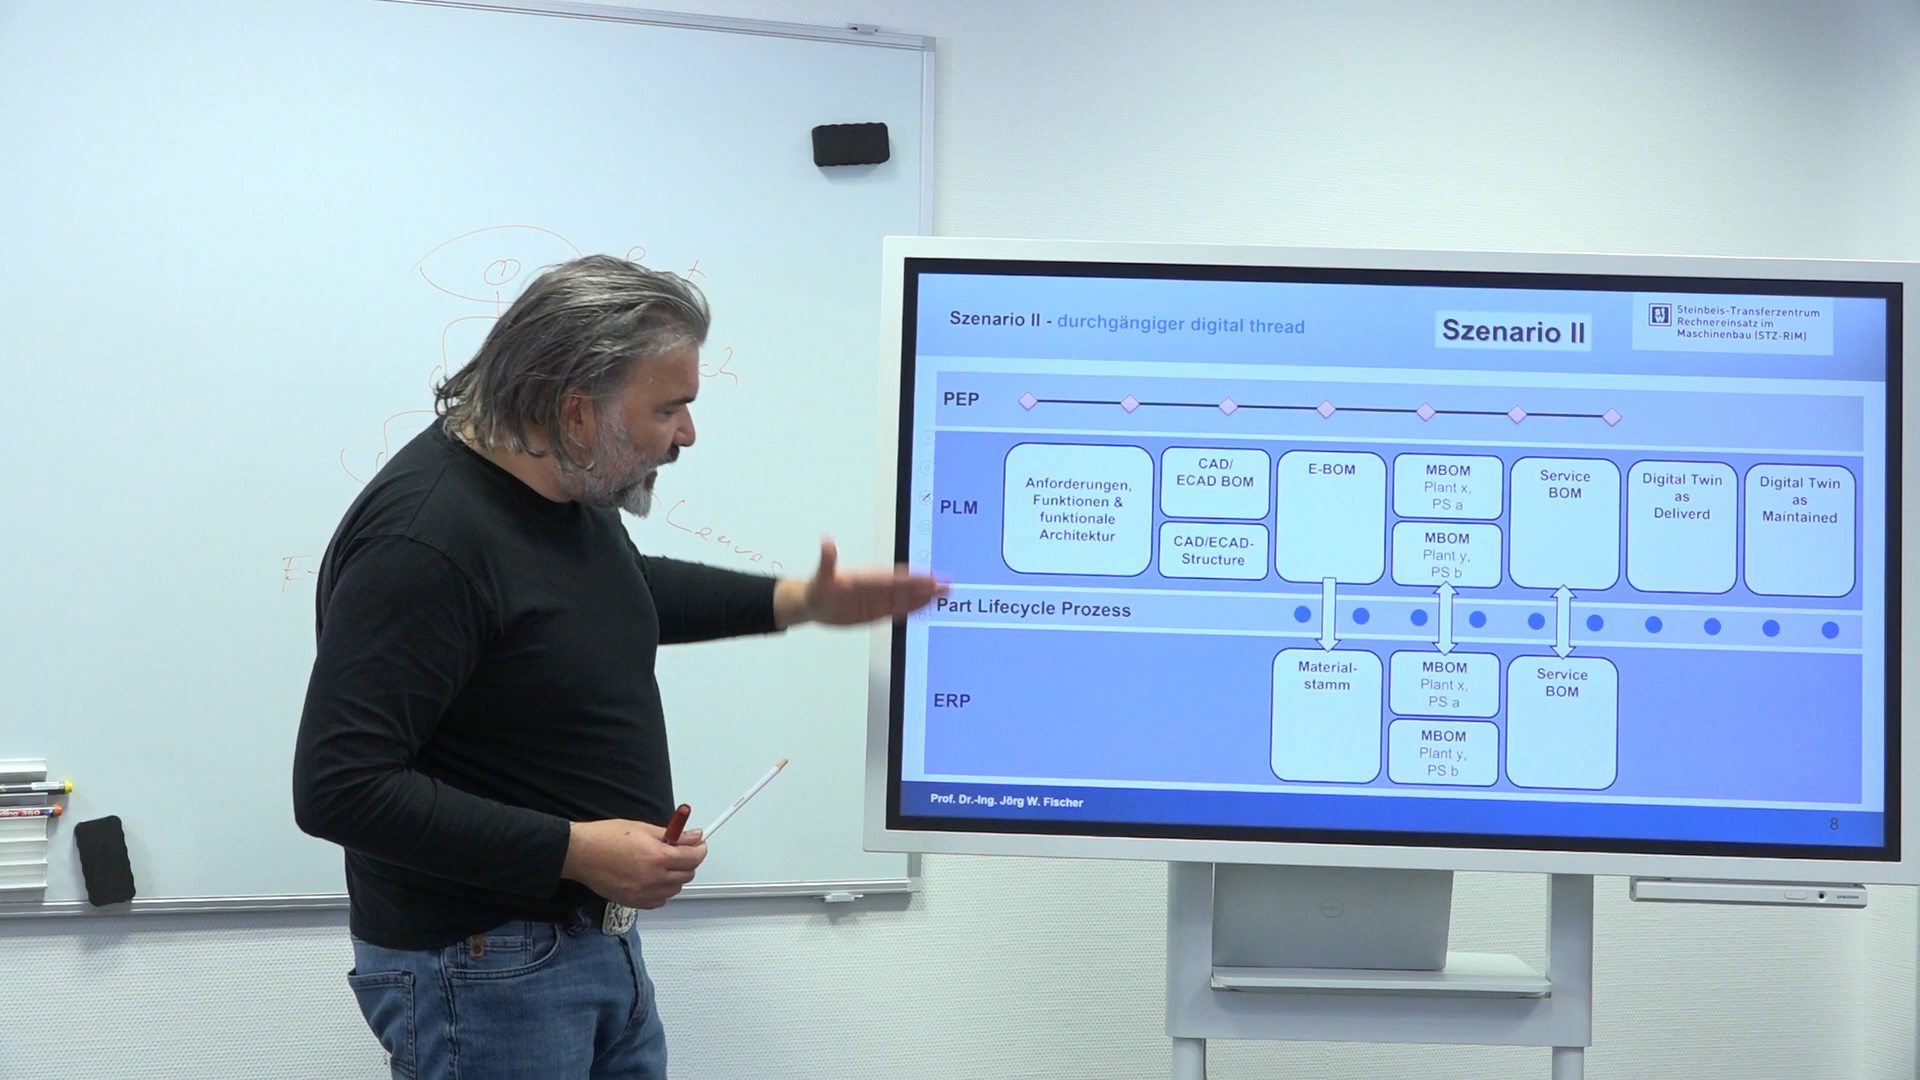 Szenario II - durchgängiger digital thread
Szenario II
Steinbeis-Transferzentrum
Rechnereinsatz im
Maschinenbau (STZ-RIM)
PEP
PLM
Anforderungen,
Funktionen &
funktionale
Architektur
CAD/
ECAD BOM
CAD/ECAD-
Structure
E-BOM
MBOM
Plant x,
PS a
MBOM
Plant y,
PS b
Service
BOM
Digital Twin
as
Deliverd
Digital Twin
as
Maintained
Part Lifecycle Prozess
ERP
Material-
stamm
MBOM
Plant x,
PS a
MBOM
Plant y,
PS b
Service
BOM
Prof. Dr.-Ing. Jörg W. Fischer
8
DELL
SAMSUNG